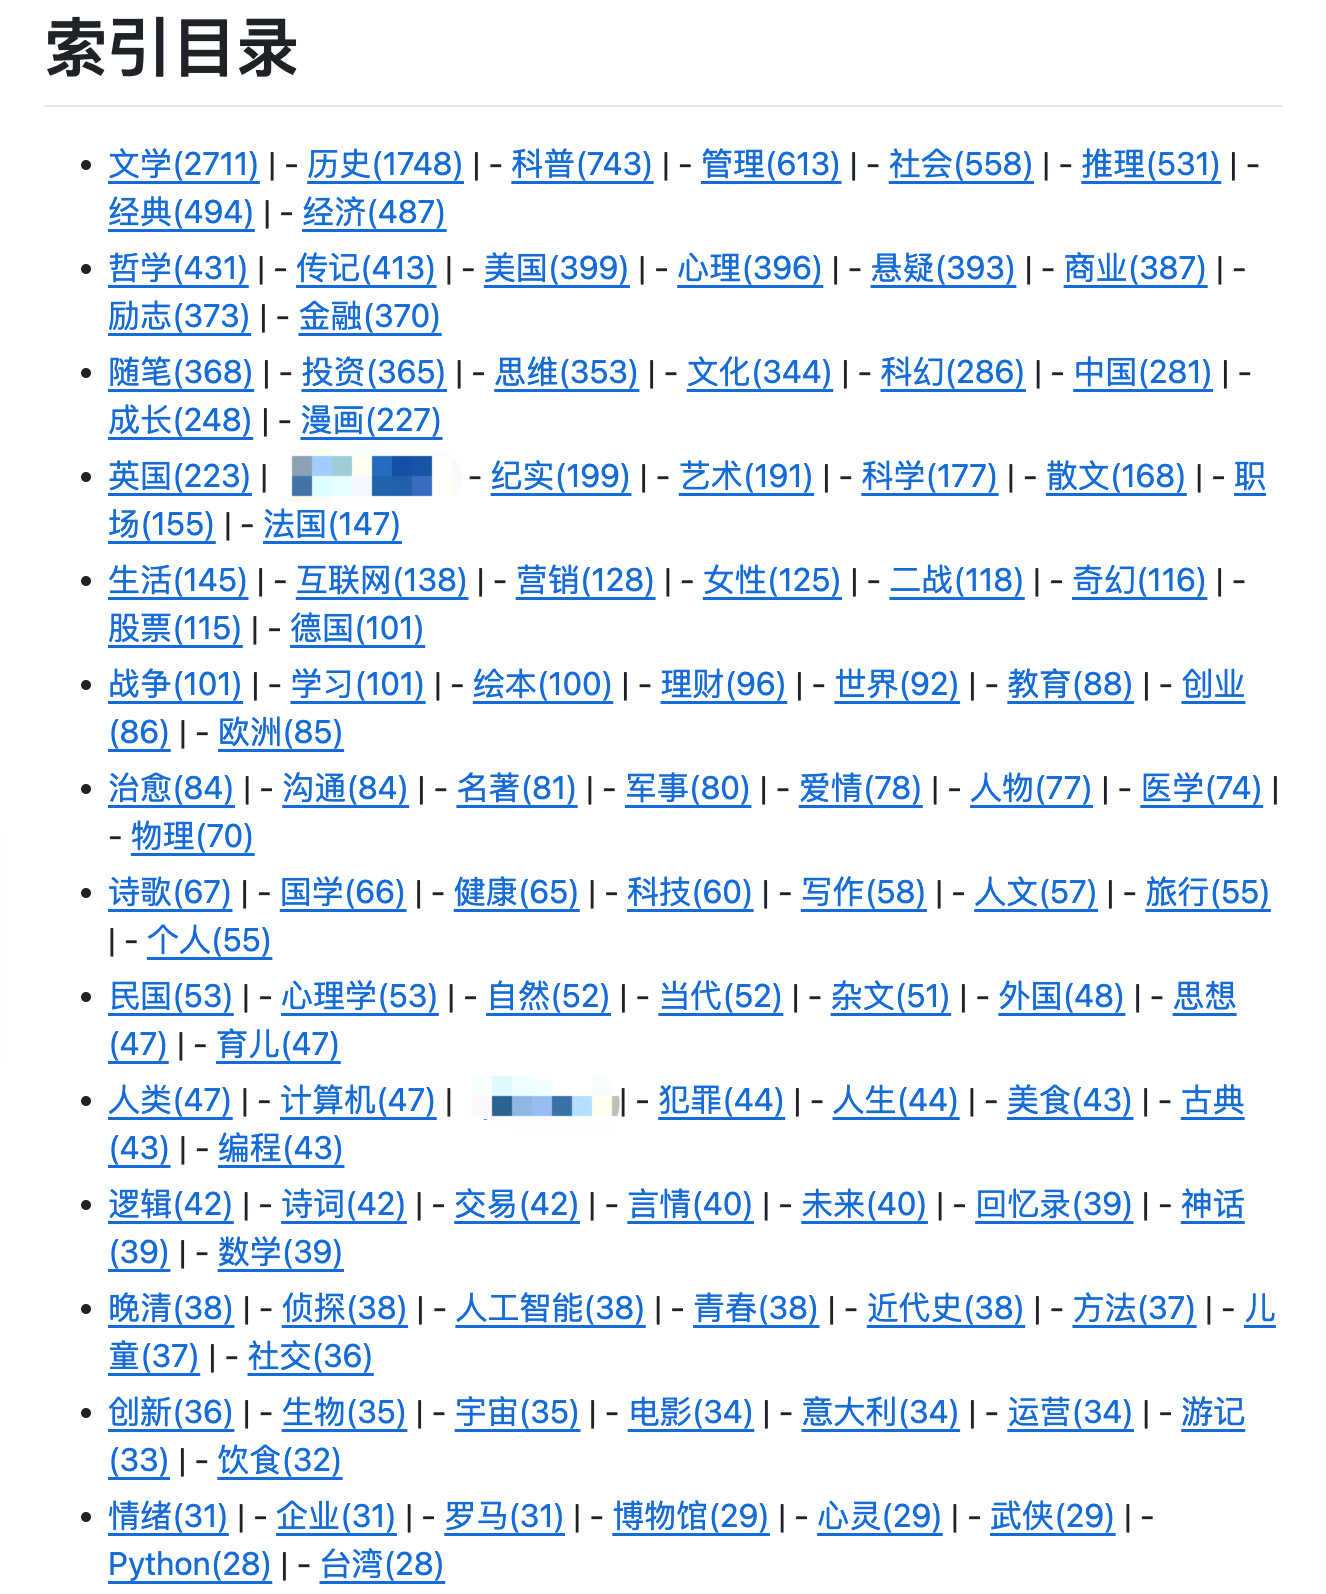 索引目录
• 文学(2711) | - 历史(1748) | - 科普(743) | - 管理(613) | - 社会(558) | - 推理(531) | -
经典(494) | - 经济(487)
• 哲学(431) | - 传记(413) | - 美国(399) | - 心理(396) | - 悬疑(393) | - 商业(387) | -
励志(373) | - 金融(370)
• 随笔(368) | - 投资(365) | - 思维(353) | - 文化(344) | - 科幻(286) | - 中国(281) | -
成长(248) | - 漫画(227)
• 英国(223) | - 纪实(199) | - 艺术(191) | - 科学(177) | - 散文(168) | - 职
场(155) | - 法国(147)
• 生活(145) | - 互联网(138) | - 营销(128) | - 女性(125) | - 二战(118) | - 奇幻(116) | -
股票(115) | - 德国(101)
• 战争(101) | - 学习(101) | - 绘本(100) | - 理财(96) | - 世界(92) | - 教育(88) | - 创业
(86) | - 欧洲(85)
• 治愈(84) | - 沟通(84) | - 名著(81) | - 军事(80) | - 爱情(78) | - 人物(77) | - 医学(74) |
- 物理(70)
• 诗歌(67) | - 国学(66) | - 健康(65) | - 科技(60) | - 写作(58) | - 人文(57) | - 旅行(55)
| - 个人(55)
• 民国(53) | - 心理学(53) | - 自然(52) | - 当代(52) | - 杂文(51) | - 外国(48) | - 思想
(47) | - 育儿(47)
• 人类(47) | - 计算机(47) | | - 犯罪(44) | - 人生(44) | - 美食(43) | - 古典
(43) | - 编程(43)
• 逻辑(42) | - 诗词(42) | - 交易(42) | - 言情(40) | - 未来(40) | - 回忆录(39) | - 神话
(39) | - 数学(39)
• 晚清(38) | - 侦探(38) | - 人工智能(38) | - 青春(38) | - 近代史(38) | - 方法(37) | - 儿
童(37) | - 社交(36)
• 创新(36) | - 生物(35) | - 宇宙(35) | - 电影(34) | - 意大利(34) | - 运营(34) | - 游记
(33) | - 饮食(32)
• 情绪(31) | - 企业(31) | - 罗马(31) | - 博物馆(29) | - 心灵(29) | - 武侠(29) | -
Python(28) | - 台湾(28)